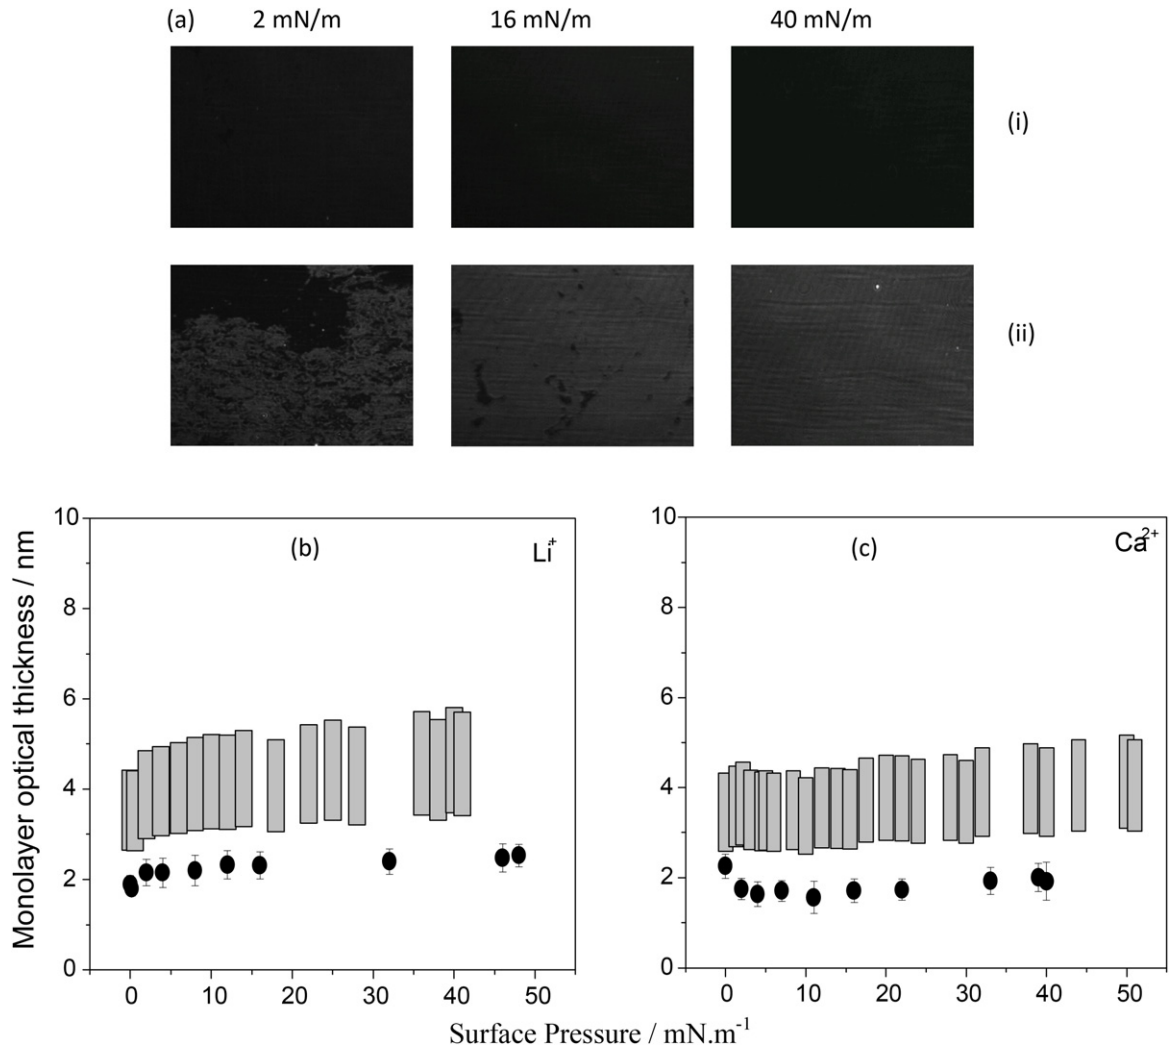 (a) 2 mN/m 16 mN/m 40 mN/m
(i)
(ii)
Monolayer optical thickness / nm
10
8
6
4
2
0
(b) Li+
0 10 20 30 40 50
10
8
6
4
2
0
(c) Ca2+
0 10 20 30 40 50
Surface Pressure / mN.m-1